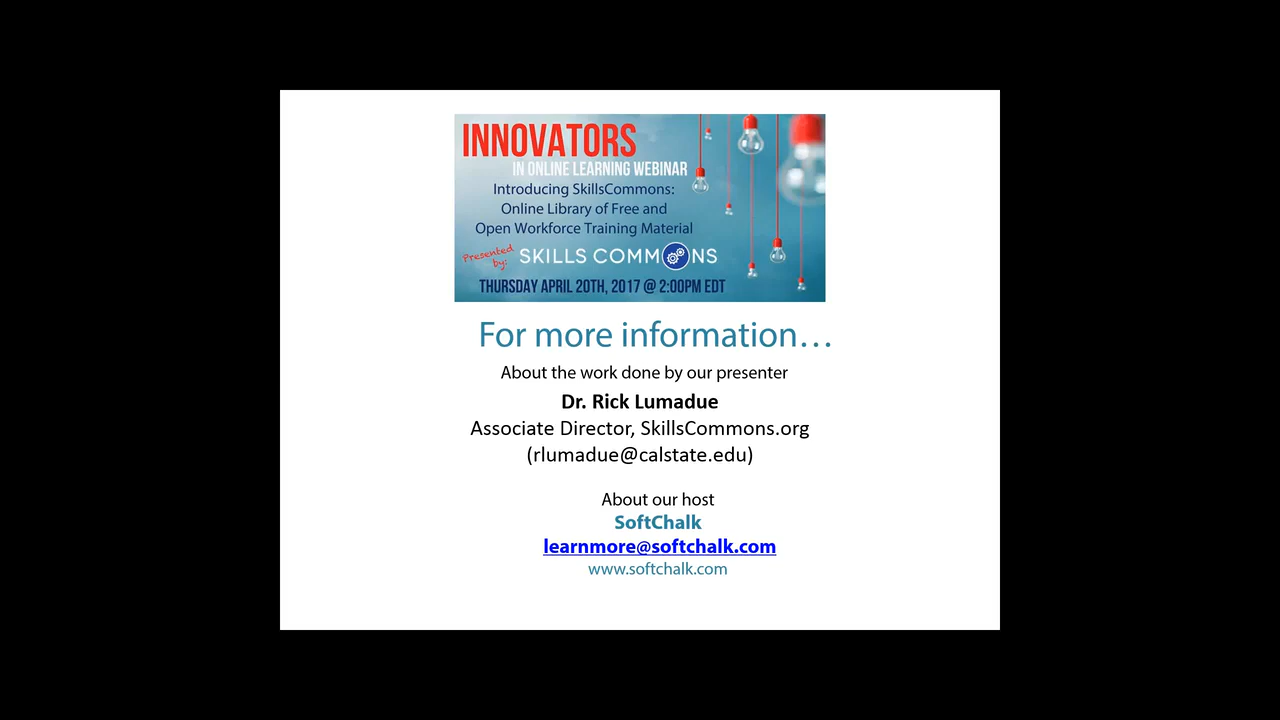 INNOVATORS
IN ONLINE LEARNING WEBINAR
Introducing SkillsCommons:
Online Library of Free and
Open Workforce Training Material
Presented by: SKILLS COMMONS
THURSDAY APRIL 20TH, 2017 @ 2:00PM EDT
For more information…
About the work done by our presenter
Dr. Rick Lumadue
Associate Director, SkillsCommons.org
(rlumadue@calstate.edu)
About our host
SoftChalk
learnmore@softchalk.com
www.softchalk.com